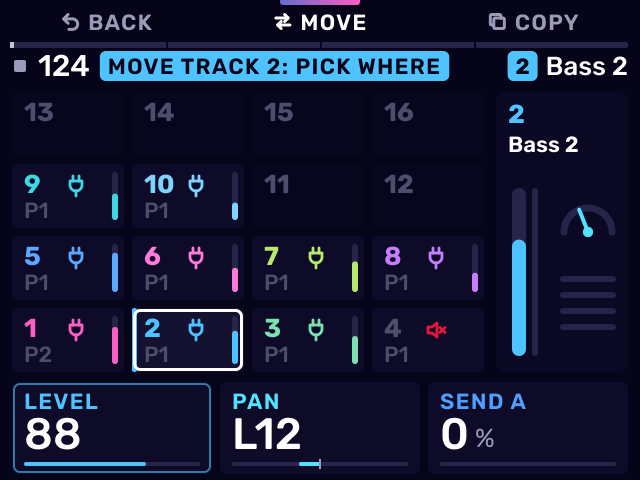 BACK MOVE COPY
124 MOVE TRACK 2: PICK WHERE 2 Bass 2
13 14 15 16
2
Bass 2
9 10 11 12
P1 P1
5 6 7 8
P1 P1 P1 P1
1 2 3 4
P2 P1 P1 P1
LEVEL PAN SEND A
88 L12 0 %